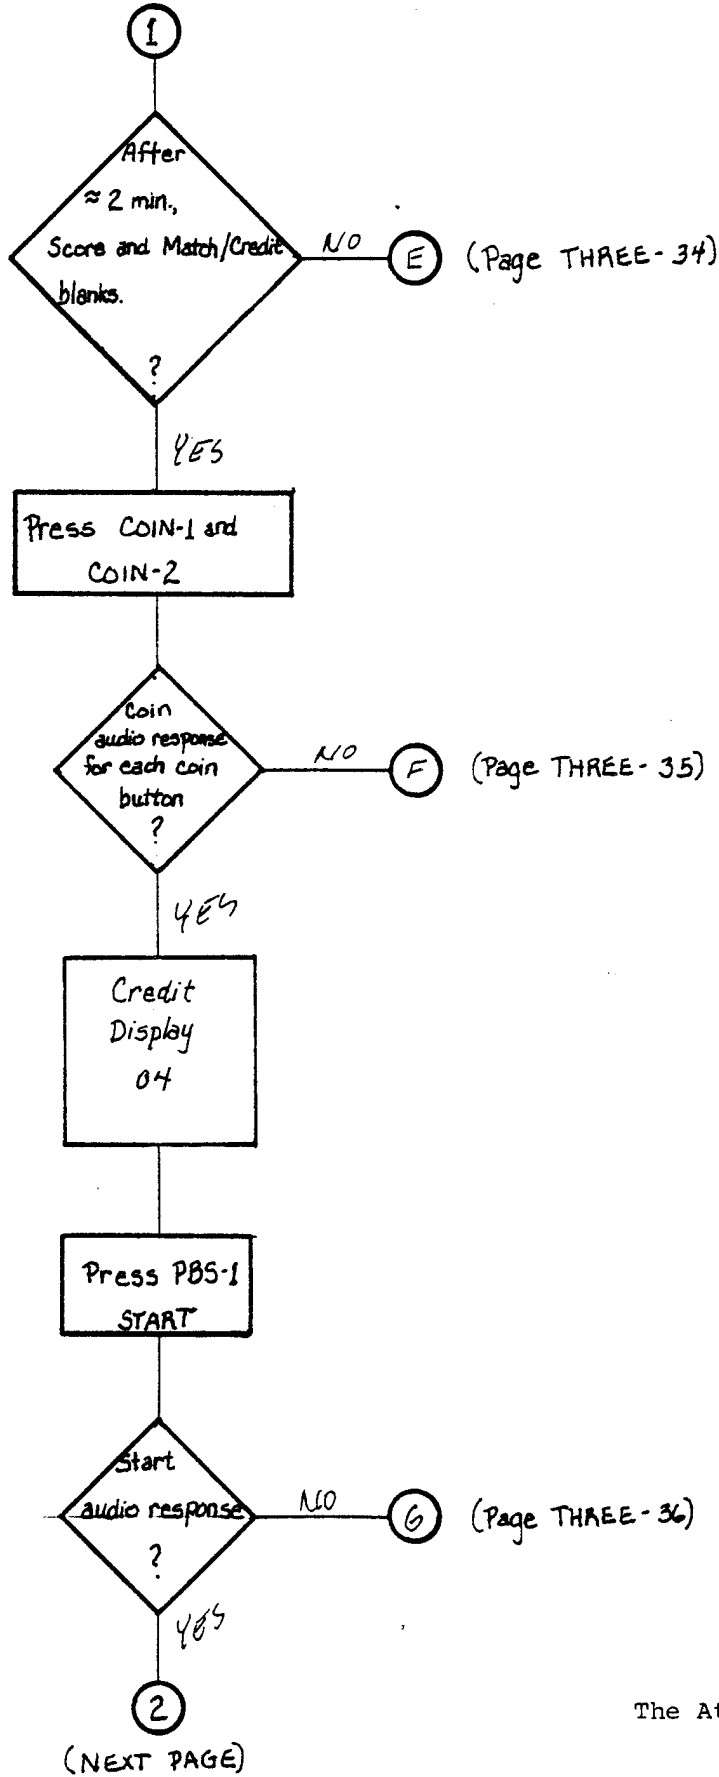 1
After
≈ 2 min.,
Score and Match/Credit
blanks.
?
NO
E
(Page THREE-34)
YES
Press COIN-1 and
COIN-2
Coin
audio response
for each coin
button
?
NO
F
(Page THREE-35)
YES
Credit
Display
04
Press PBS-1
START
Start
audio response
?
NO
G
(Page THREE-36)
YES
2
(NEXT PAGE)
The